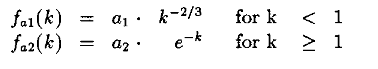 f_{a1}(k) = a_1 · k^{-2/3} for k < 1
f_{a2}(k) = a_2 · e^{-k} for k ≥ 1